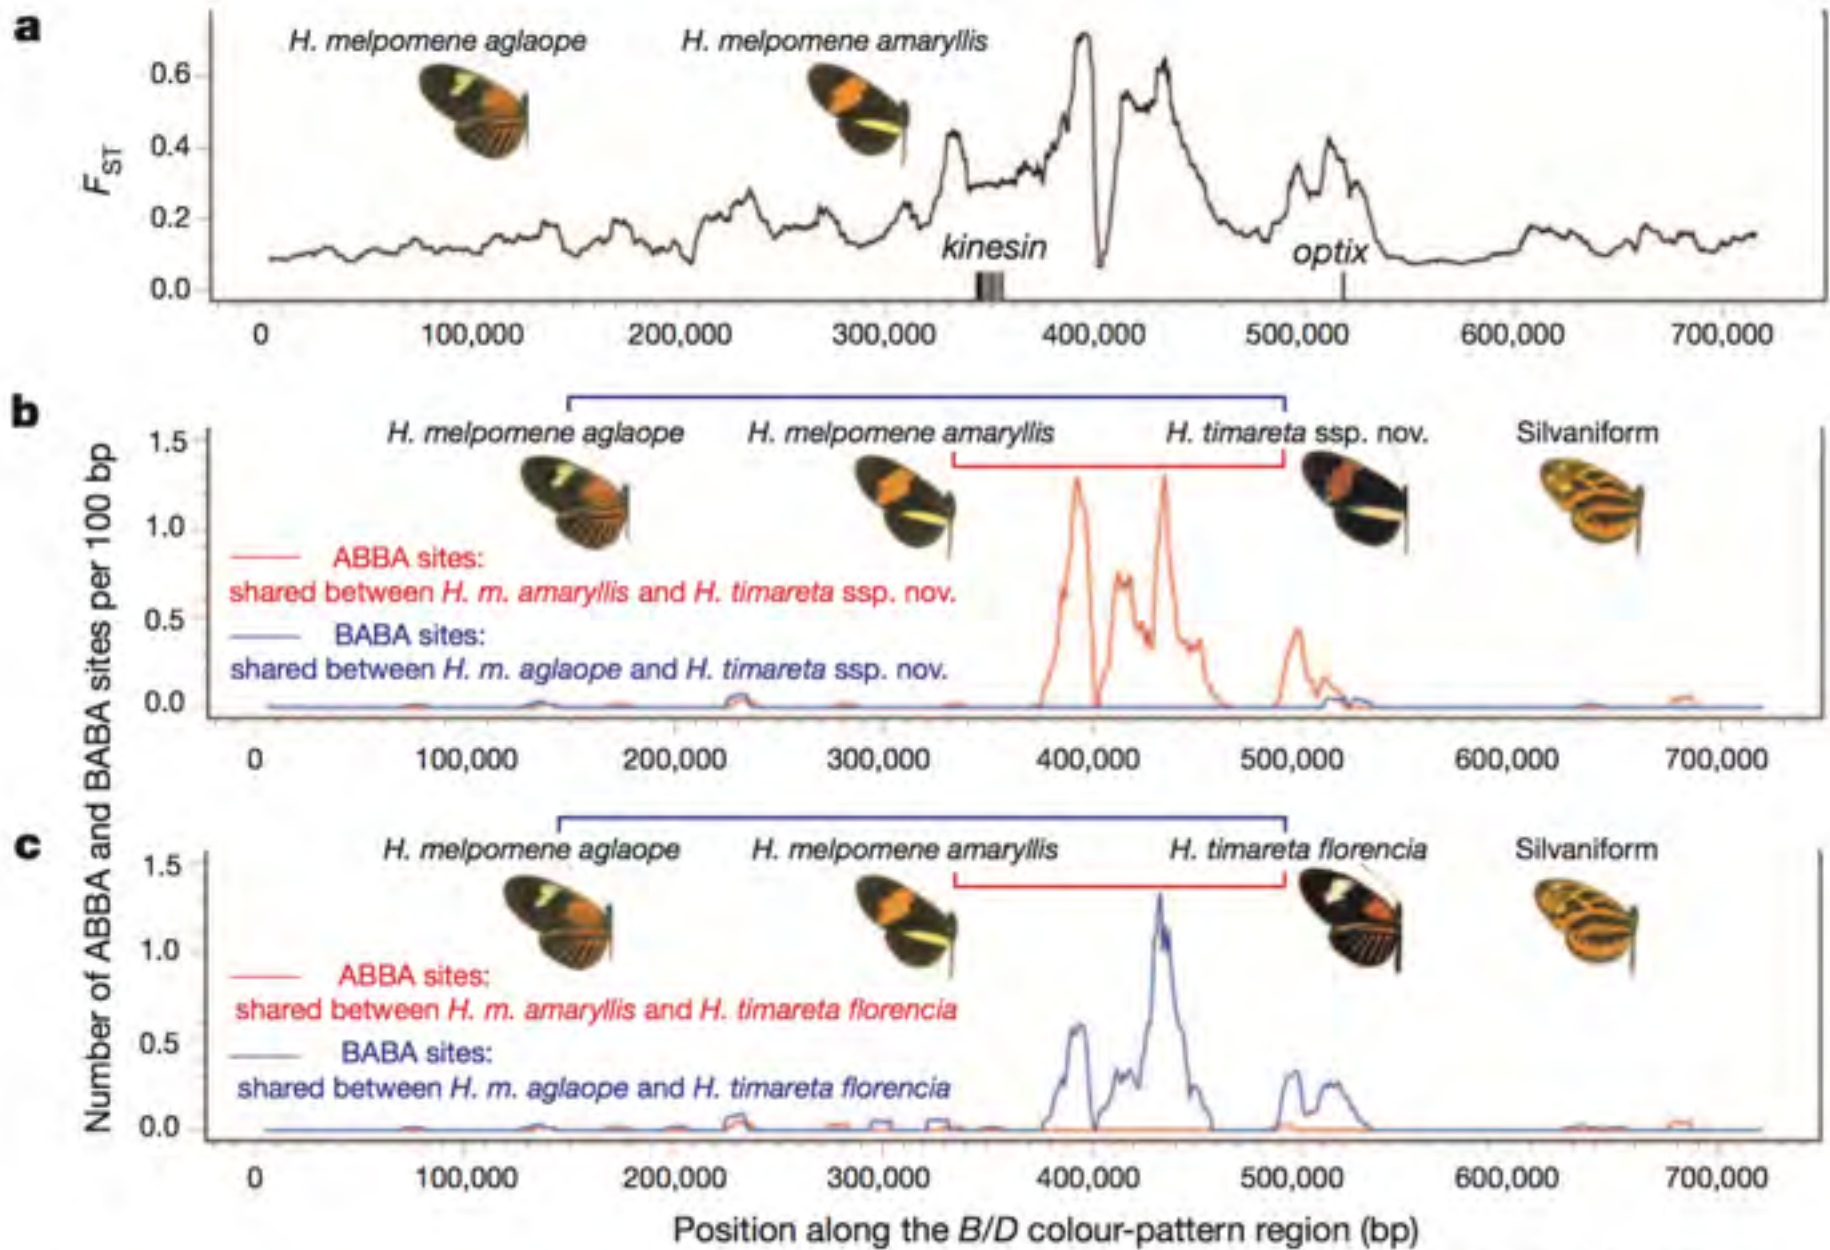 a
H. melpomene aglaope H. melpomene amaryllis
0.6
0.4
0.2
0.0
FST
kinesin optix
0 100,000 200,000 300,000 400,000 500,000 600,000 700,000
b
H. melpomene aglaope H. melpomene amaryllis H. timareta ssp. nov. Silvaniform
1.5
1.0
0.5
0.0
ABBA sites:
shared between H. m. amaryllis and H. timareta ssp. nov.
BABA sites:
shared between H. m. aglaope and H. timareta ssp. nov.
0 100,000 200,000 300,000 400,000 500,000 600,000 700,000
Number of ABBA and BABA sites per 100 bp
c
H. melpomene aglaope H. melpomene amaryllis H. timareta florencia Silvaniform
1.5
1.0
0.5
0.0
ABBA sites:
shared between H. m. amaryllis and H. timareta florencia
BABA sites:
shared between H. m. aglaope and H. timareta florencia
0 100,000 200,000 300,000 400,000 500,000 600,000 700,000
Position along the B/D colour-pattern region (bp)